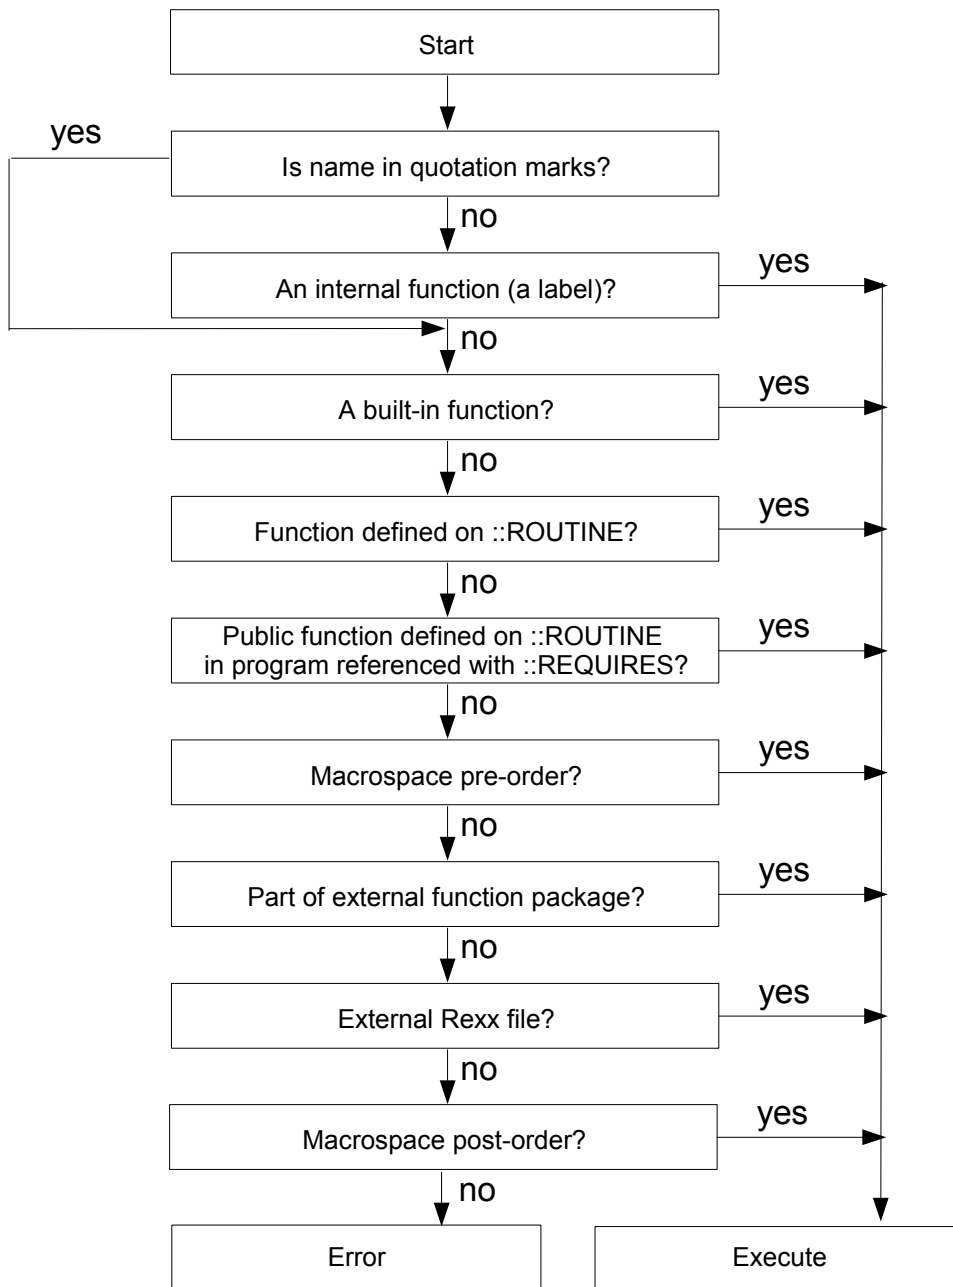 Start
yes
Is name in quotation marks?
no
yes
An internal function (a label)?
no
yes
A built-in function?
no
yes
Function defined on ::ROUTINE?
no
yes
Public function defined on ::ROUTINE
in program referenced with ::REQUIRES?
no
yes
Macrospace pre-order?
no
yes
Part of external function package?
no
yes
External Rexx file?
no
yes
Macrospace post-order?
no
Error
Execute